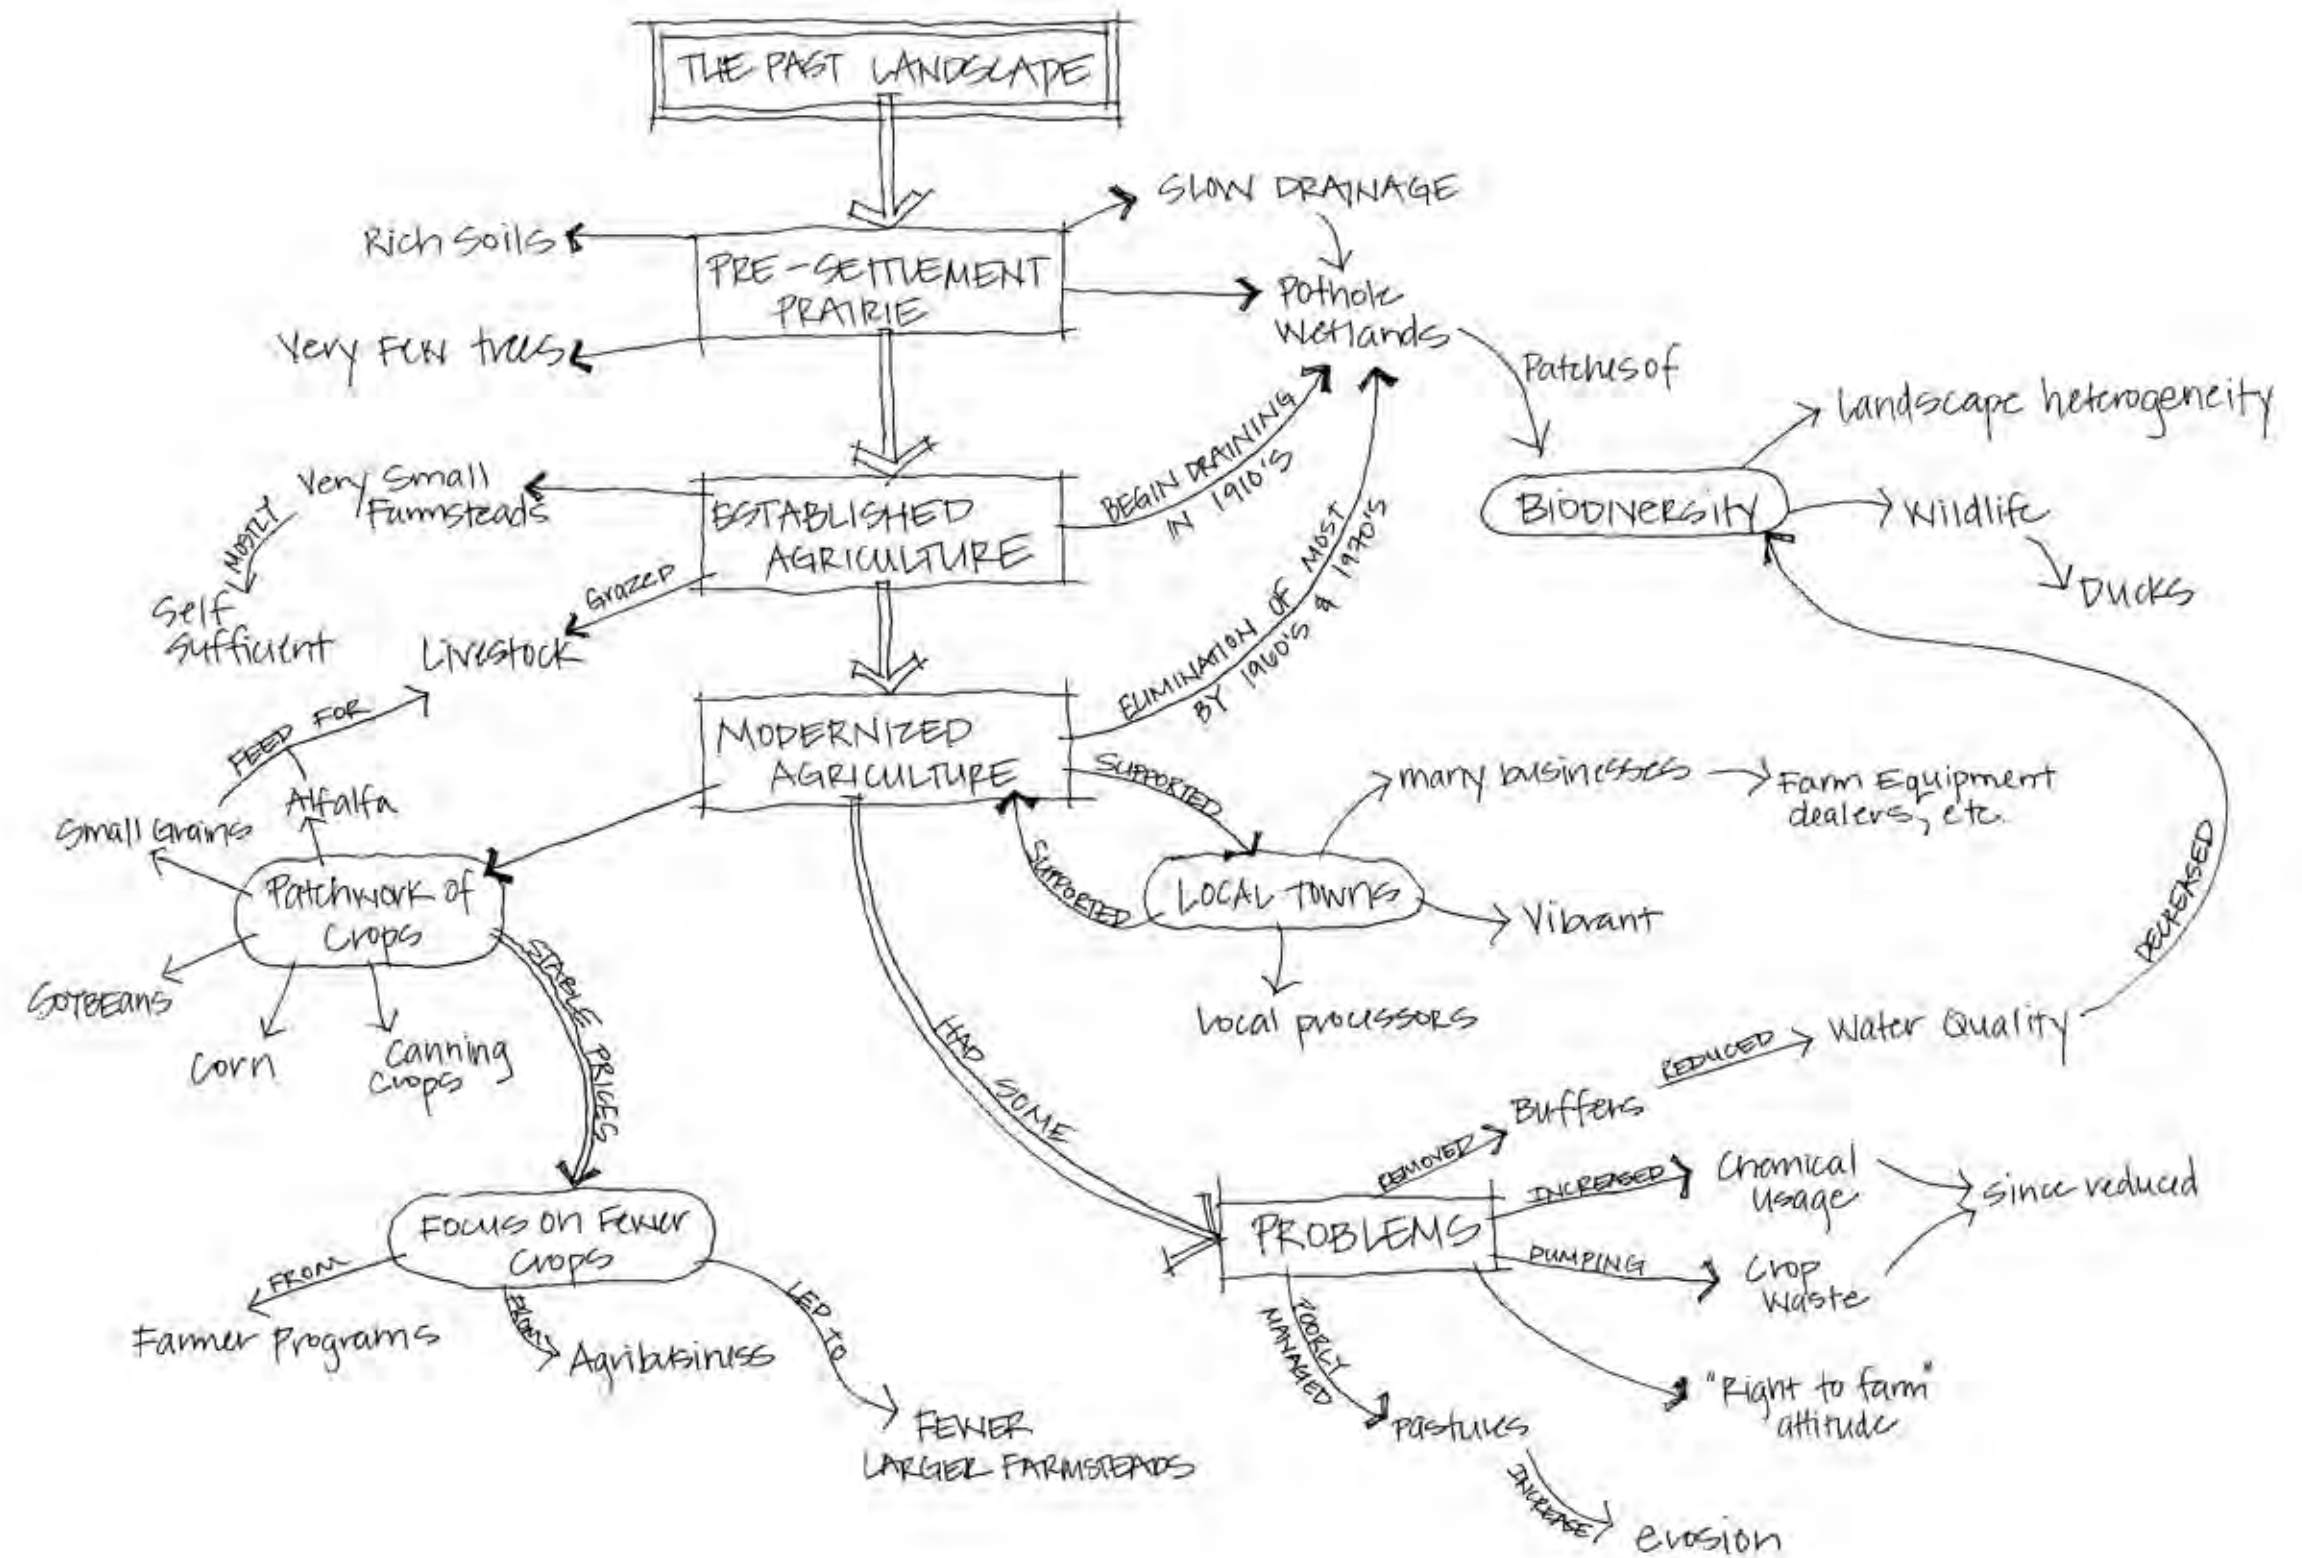 THE PAST LANDSCAPE
SLOW DRAINAGE
Rich Soils
PRE-SETTLEMENT
PRAIRIE
Pothole
Wetlands
Very Few trees
Patches of
Landscape heterogeneity
BEGIN DRAINING
IN 1910'S
Very Small
Farmsteads
MOSTLY
Self
Sufficient
ESTABLISHED
AGRICULTURE
Grazed
Livestock
BIODIVERSITY
Wildlife
Ducks
ELIMINATION OF MOST
BY 1960'S & 1970'S
FEED FOR
MODERNIZED
AGRICULTURE
SUPPORTED
many businesses
Farm Equipment
dealers, etc.
Alfalfa
Small Grains
Patchwork of
Crops
SUPPORTED
LOCAL TOWNS
Vibrant
DECREASED
SOYBEANS
STABLE PRICES
Corn
Canning
Crops
Local processors
HAD SOME
Water Quality
REDUCED
Buffers
REMOVED
Chemical
Usage
INCREASED
Since reduced
Focus on Fewer
Crops
PROBLEMS
DUMPING
Crop
Waste
FROM
Farmer Programs
FROM
Agribusiness
LED TO
POORLY
MANAGED
"Right to farm"
attitude
FEWER
LARGER FARMSTEADS
Pastures
INCREASE
erosion